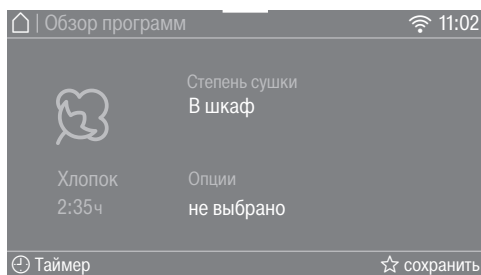 | Обзор программ 11:02
Степень сушки
В шкаф
Хлопок
2:35ч
Опции
не выбрано
Таймер сохранить